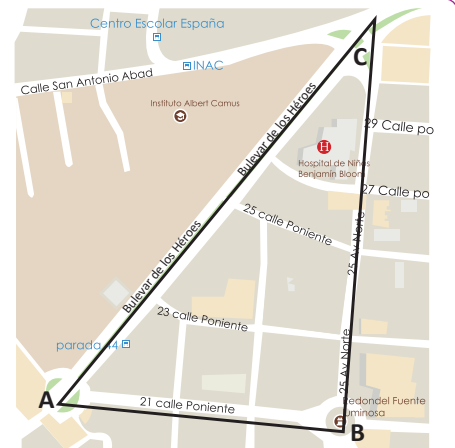 Centro Escolar España
INAC
Calle San Antonio Abad
C
Instituto Albert Camus
Bulevar de los Héroes
29 Calle po
H
Hospital de Niños
Benjamín Bloom
27 Calle po
25 calle Poniente
25 Av Norte
Bulevar de los Héroes
23 calle Poniente
parada 44
25 Av Norte
A
21 calle Poniente
Redondel Fuente
uminosa
B